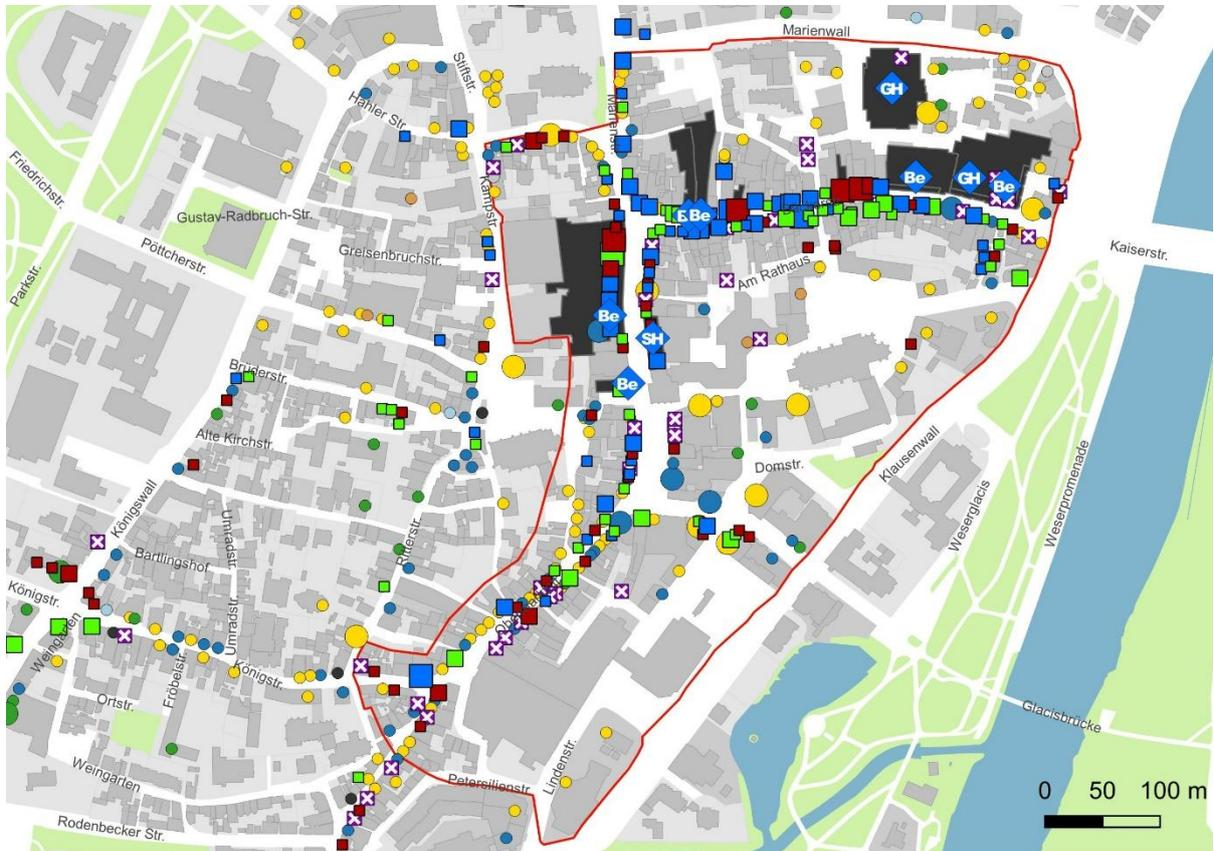 Marienwall
Stiftstr.
Hahler Str.
Marienstr.
GH
Friedrichstr.
Kampstr.
Be
GH
Be
Gustav-Radbruch-Str.
Be
Pöttcherstr.
Greisenbruchstr.
Kaiserstr.
Parkstr.
Am Rathaus
Be
SH
Brüderstr.
Be
Alte Kirchstr.
Domstr.
Klausenwall
Königswall
Weserglacis
Weserpromenade
Umradstr.
Ritterstr.
Bartlingshof
Königstr.
Umradstr.
Weingarten
Königstr.
Fröbelstr.
Ortstr.
Glacisbrücke
Weingarten
Petersilienstr.
Lindenstr.
0 50 100 m
Rodenbecker Str.